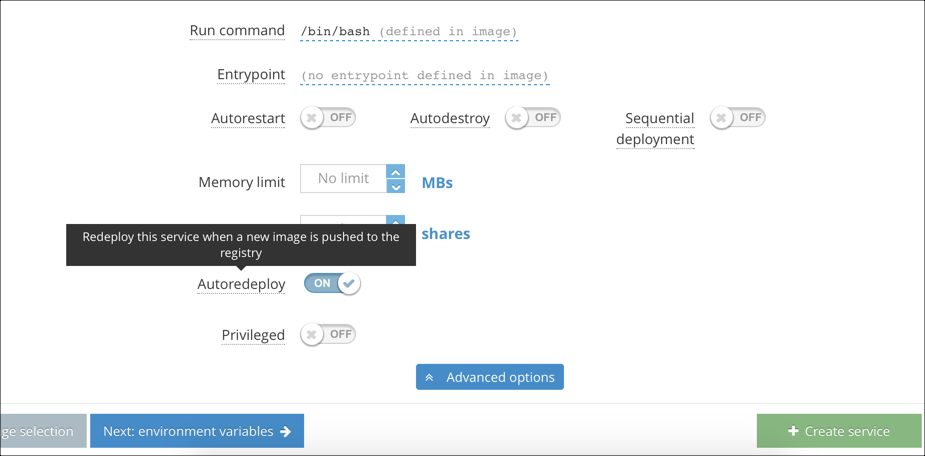 Run command /bin/bash (defined in image)
Entrypoint (no entrypoint defined in image)
Autorestart OFF Autodestroy OFF Sequential deployment OFF
Memory limit No limit MBs
shares
Redeploy this service when a new image is pushed to the
registry
Autoredeploy ON
Privileged OFF
Advanced options
ge selection Next: environment variables Create service